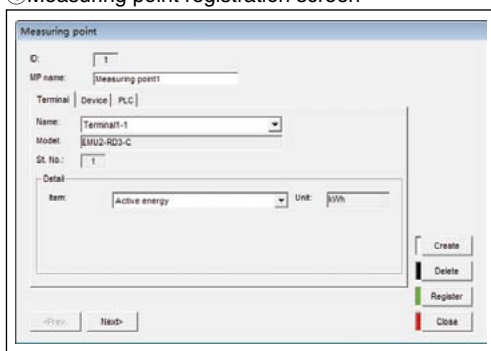 ①Measuring point registration screen
Measuring point
ID: 1
MP name: Measuring point1
Terminal Device PLC
Name: Terminal1-1
Model: EMU2-RD3-C
St. No.: 1
Detail
Item: Active energy Unit: kWh
Create
Delete
Register
<Prev. Next> Close